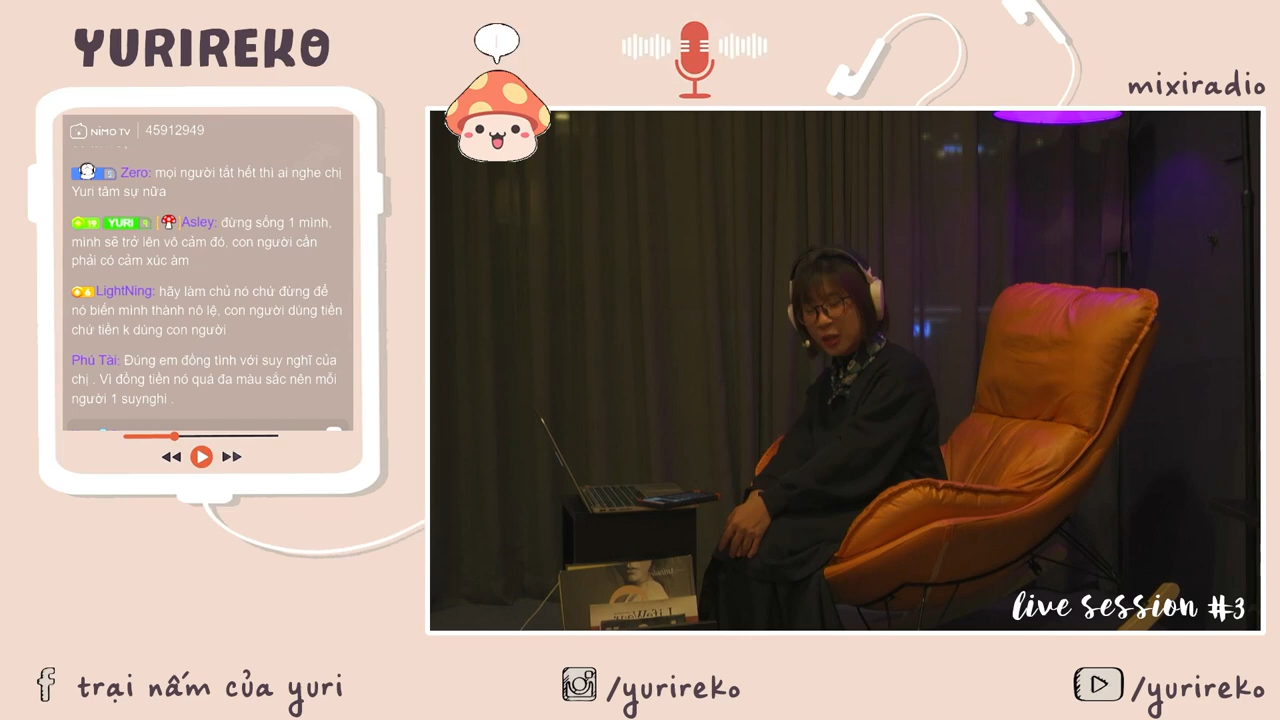 YURIREKO
mixiradio
NIMO TV | 45912949
Zero: mọi người tắt hết thì ai nghe chị
Yuri tâm sự nữa
YURI Asley: đừng sống 1 mình,
mình sẽ trở lên vô cảm đó, con người cần
phải có cảm xúc âm
LightNing: hãy làm chủ nó chứ đừng để
nó biến mình thành nô lệ, con người dùng tiền
chứ tiền k dùng con người
Phú Tài: Đúng em đồng tình với suy nghĩ của
chị . Vì đồng tiền nó quá đa màu sắc nên mỗi
người 1 suynghi .
live session #3
trại nấm của yuri
/yurireko
/yurireko